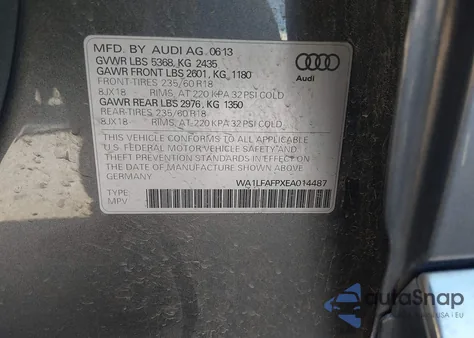 MFD. BY AUDI AG 06 13
GVWR LBS 5368, KG 2435
GAWR FRONT LBS 2601, KG 1180
FRONT-TIRES 235/60 R18
8JX18 RIMS, AT 220 KPA 32 PSI COLD
GAWR REAR LBS 2976, KG 1350
REAR-TIRES 235/60 R18
8JX18 RIMS, AT 220 KPA 32 PSI COLD
Audi
THIS VEHICLE CONFORMS TO ALL APPLICABLE
U.S. FEDERAL MOTOR VEHICLE SAFETY AND
THEFT PREVENTION STANDARDS IN EFFECT ON
THE DATE OF MANUFACTURE SHOWN ABOVE
WA1LFAFPXEA014487
TYPE:
MPV
autoSnap